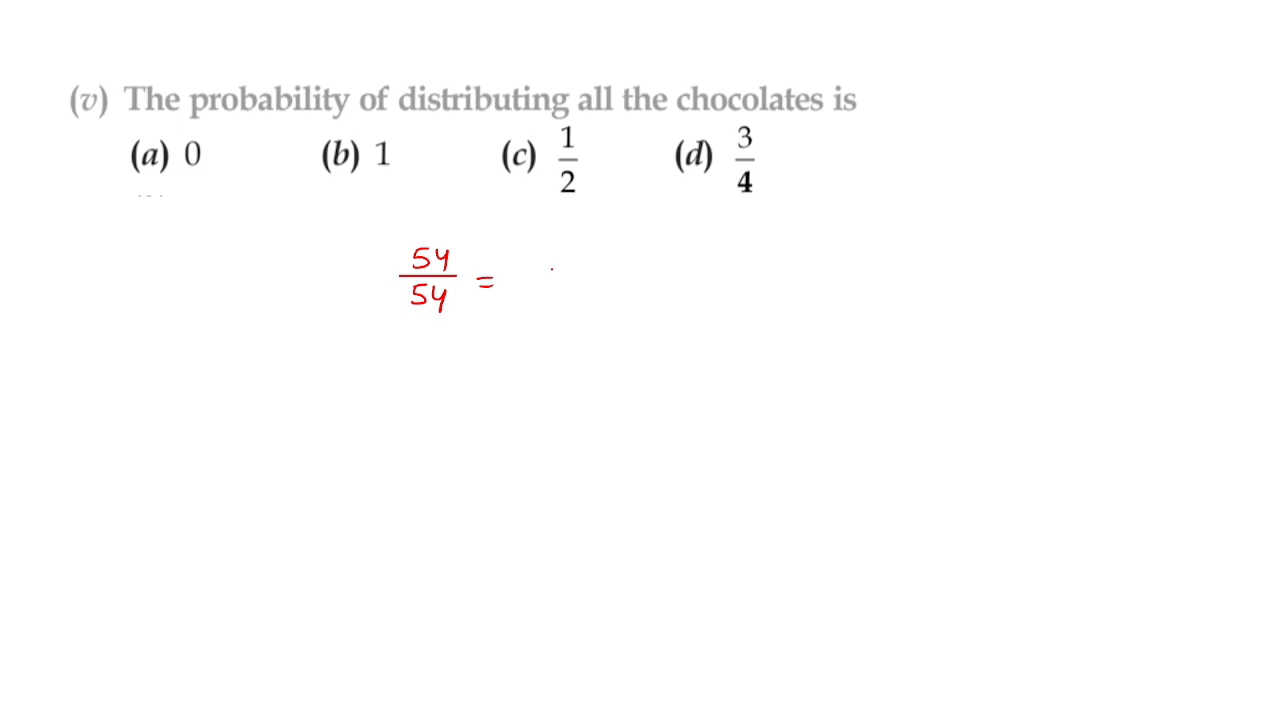 (v) The probability of distributing all the chocolates is
(a) 0 (b) 1 (c) 1/2 (d) 3/4
54/54 =